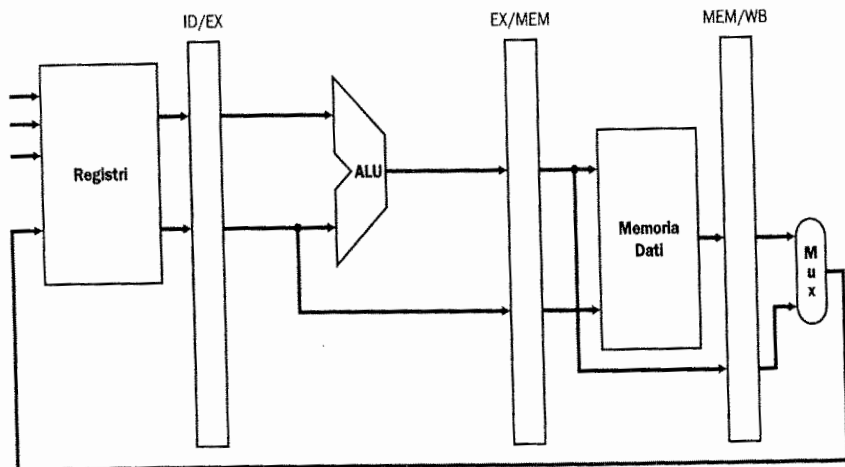 ID/EX
EX/MEM
MEM/WB
Registri
ALU
Memoria
Dati
M
u
x